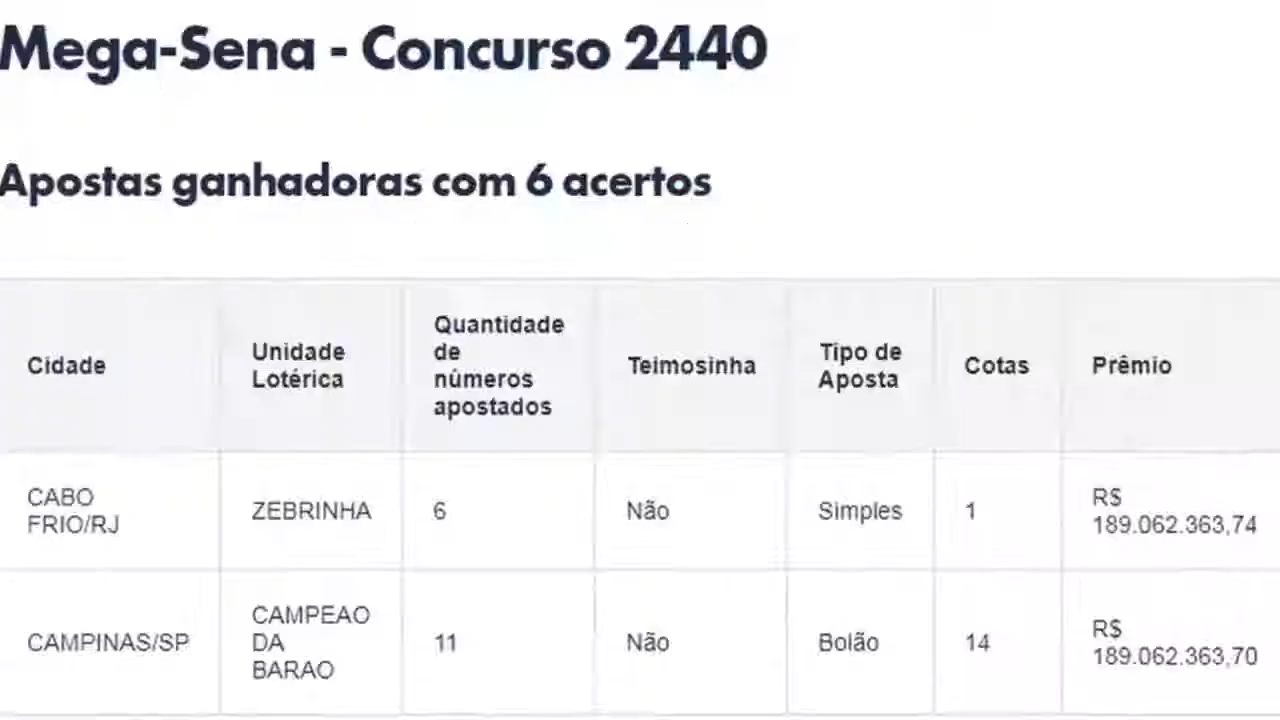 Mega-Sena - Concurso 2440
Apostas ganhadoras com 6 acertos
Cidade
Unidade
Lotérica
Quantidade
de
números
apostados
Teimosinha
Tipo de
Aposta
Cotas
Prêmio
CABO
FRIO/RJ
ZEBRINHA
6
Não
Simples
1
R$
189.062.363,74
CAMPINAS/SP
CAMPEAO
DA
BARAO
11
Não
Bolão
14
R$
189.062.363,70